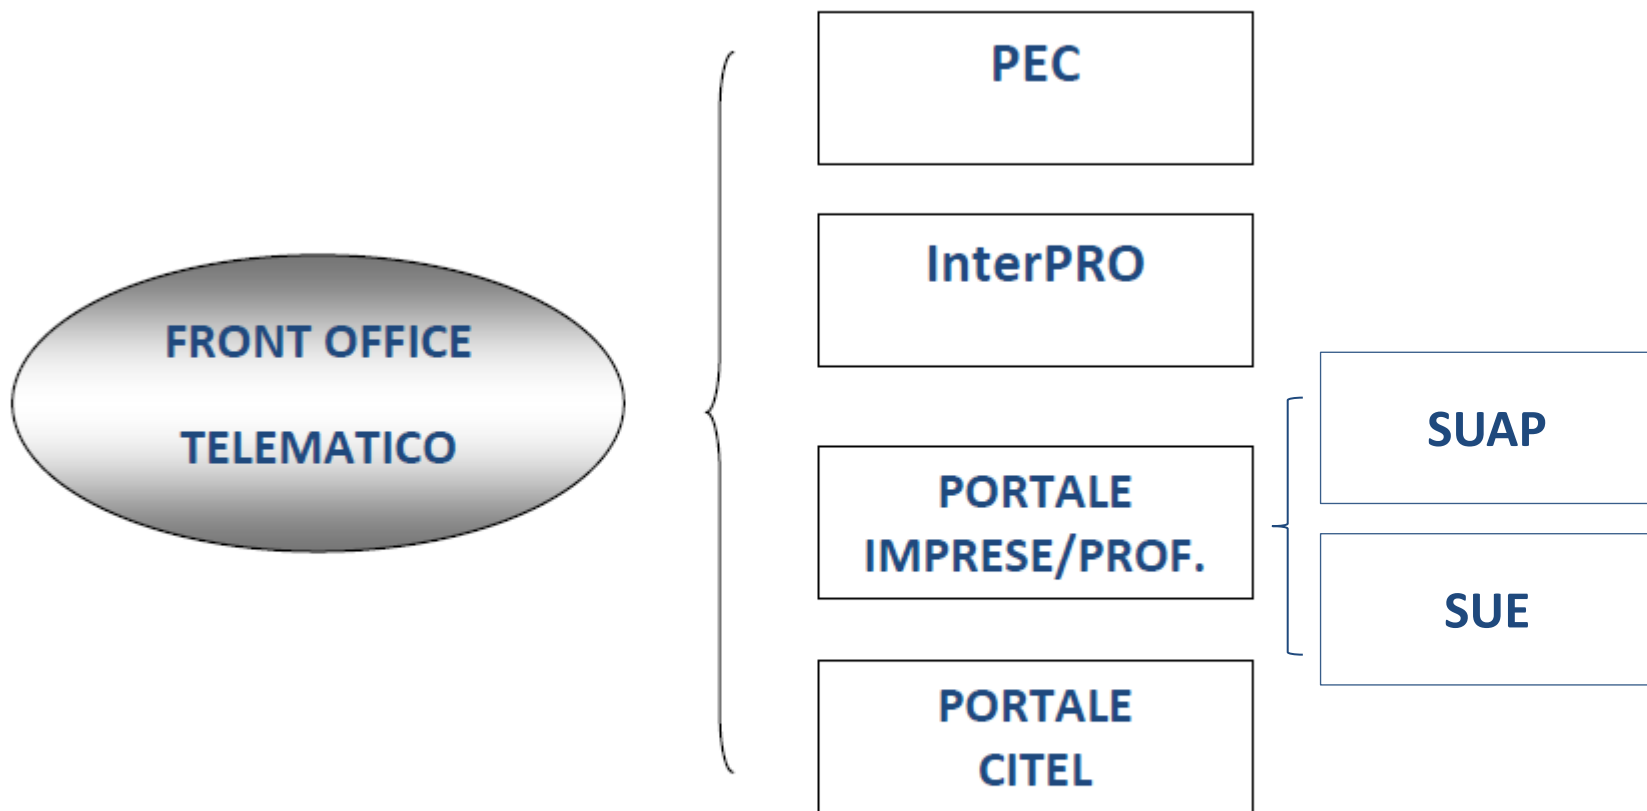 FRONT OFFICE
TELEMATICO
PEC
InterPRO
PORTALE
IMPRESE/PROF.
PORTALE
CITEL
SUAP
SUE